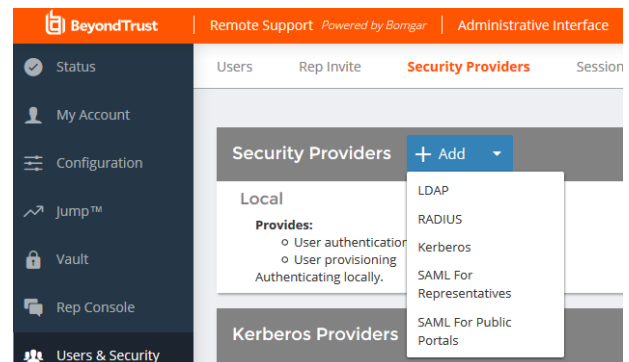 BeyondTrust Remote Support Powered by Bomgar Administrative Interface
Status
My Account
Configuration
Jump™
Vault
Rep Console
Users & Security
Users Rep Invite Security Providers Session
Security Providers + Add
LDAP
RADIUS
Kerberos
SAML For
Representatives
SAML For Public
Portals
Local
Provides:
User authentication
User provisioning
Authenticating locally.
Kerberos Providers